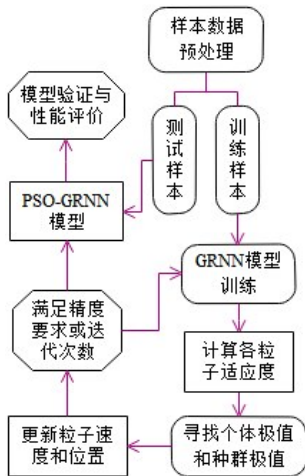 样本数据
预处理
模型验证与
性能评价
测
试
样
本
训
练
样
本
PSO-GRNN
模型
GRNN模型
训练
满足精度
要求或迭
代次数
计算各粒
子适应度
更新粒子速
度和位置
寻找个体极值
和种群极值